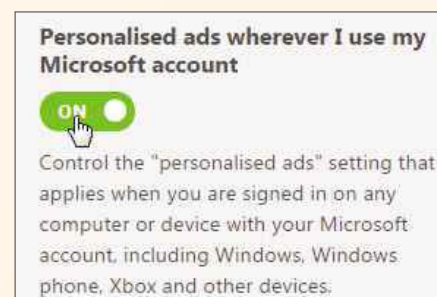 Personalised ads wherever I use my
Microsoft account
ON
Control the "personalised ads" setting that
applies when you are signed in on any
computer or device with your Microsoft
account, including Windows, Windows
phone, Xbox and other devices.